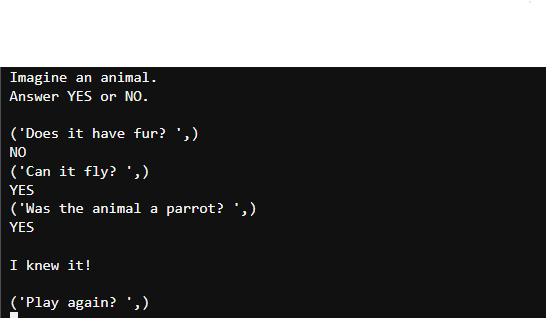 Imagine an animal.
Answer YES or NO.
('Does it have fur? ',)
NO
('Can it fly? ',)
YES
('Was the animal a parrot? ',)
YES
I knew it!
('Play again? ',)